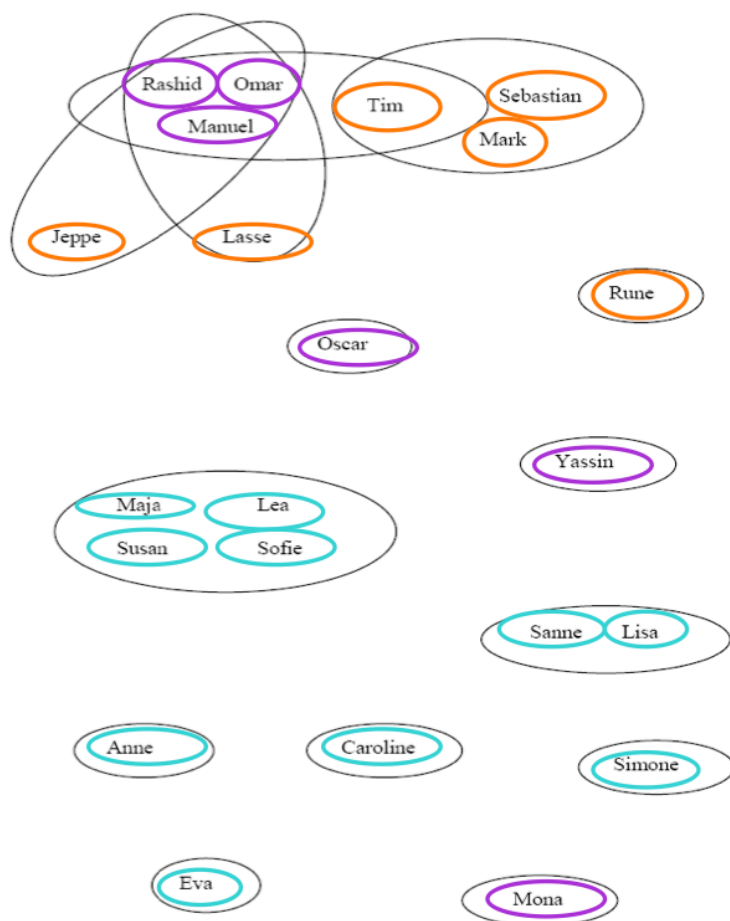 Rashid Omar
Manuel
Tim
Sebastian
Mark
Jeppe
Lasse
Rune
Oscar
Yassin
Maja Lea
Susan Sofie
Sanne Lisa
Anne
Caroline
Simone
Eva
Mona